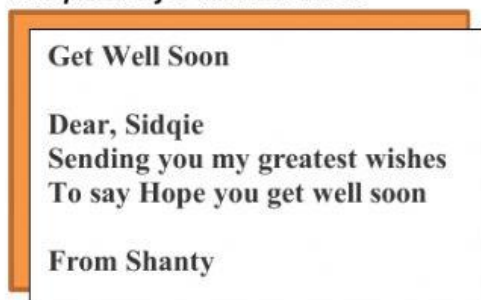 Get Well Soon
Dear, Sidqie
Sending you my greatest wishes
To say Hope you get well soon
From Shanty